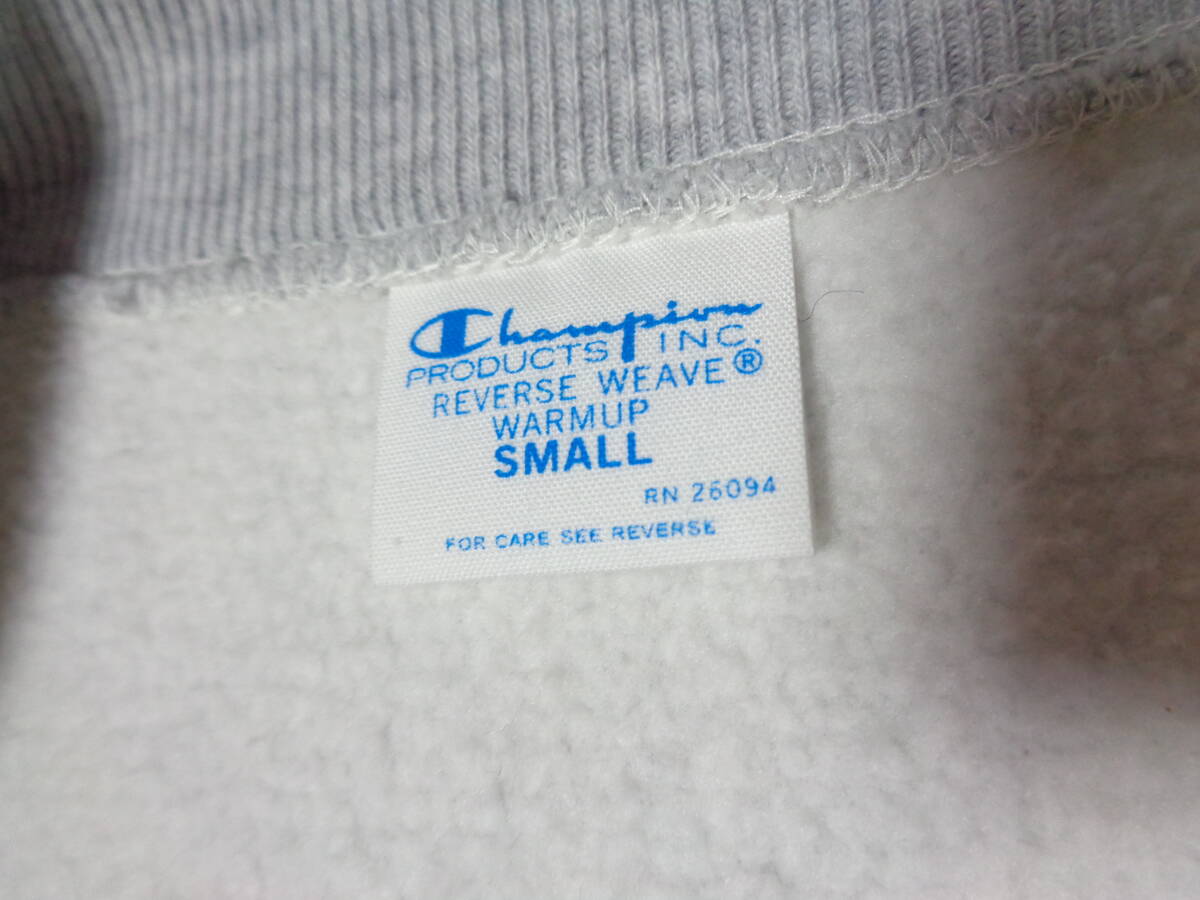 Champion
PRODUCTS INC.
REVERSE WEAVE®
WARMUP
SMALL
RN 26094
FOR CARE SEE REVERSE